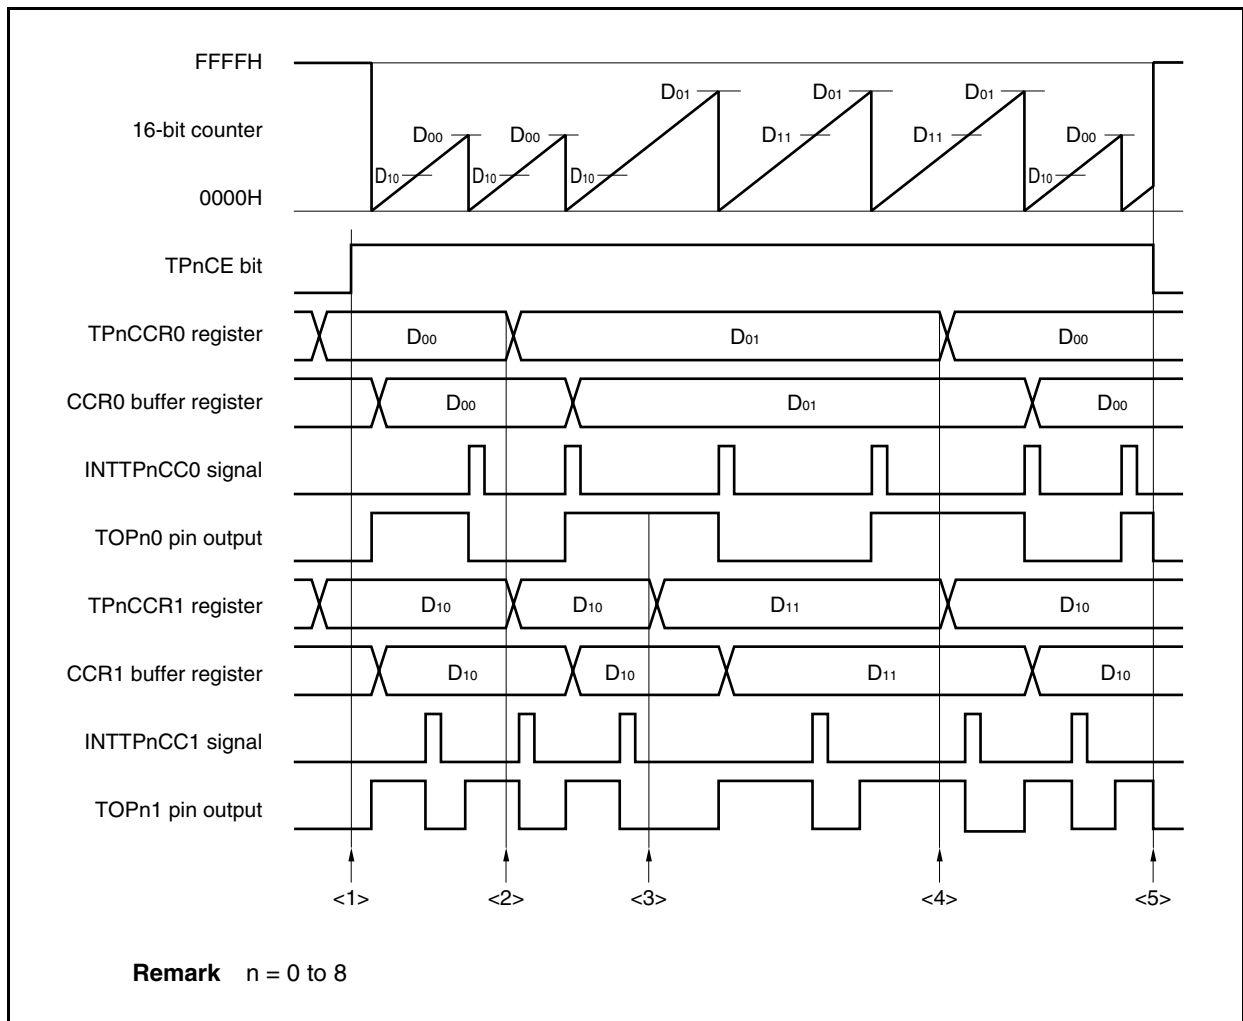 FFFFH
16-bit counter
0000H
D01 D01 D01
D00 D00 D11 D11 D00
D10 D10 D10 D10
TPnCE bit
TPnCCR0 register D00 D01 D00
CCR0 buffer register D00 D01 D00
INTTPnCC0 signal
TOPn0 pin output
TPnCCR1 register D10 D10 D11 D10
CCR1 buffer register D10 D10 D11 D10
INTTPnCC1 signal
TOPn1 pin output
<1> <2> <3> <4> <5>
Remark n = 0 to 8